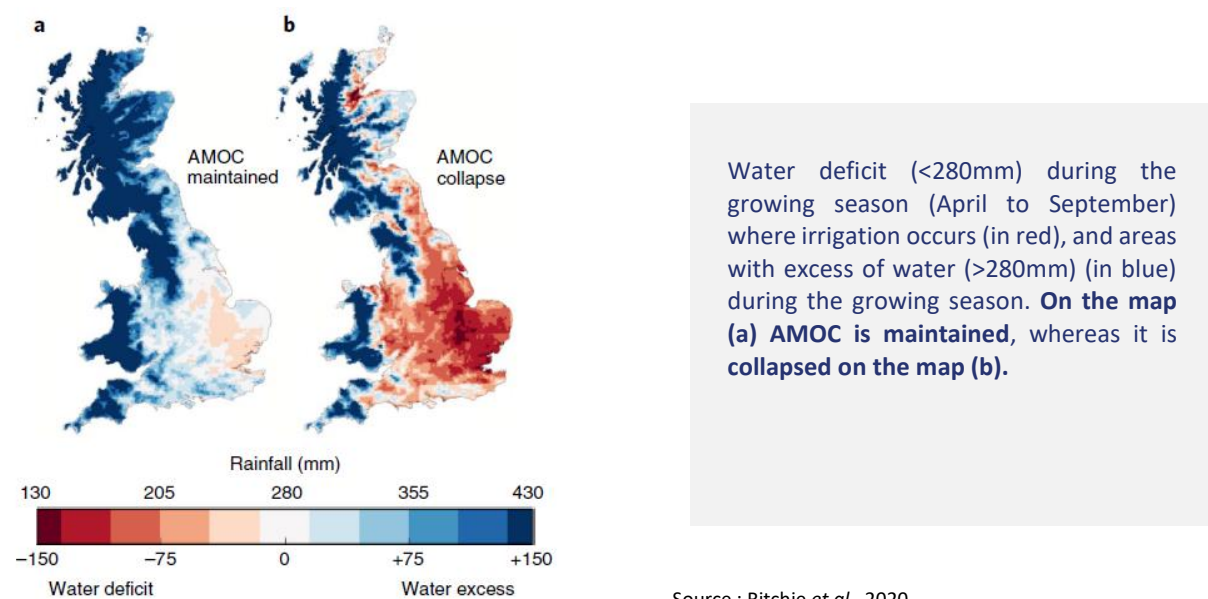 a
b
AMOC
maintained
AMOC
collapse
Rainfall (mm)
130 205 280 355 430
−150 −75 0 +75 +150
Water deficit Water excess
Water deficit (<280mm) during the
growing season (April to September)
where irrigation occurs (in red), and areas
with excess of water (>280mm) (in blue)
during the growing season. On the map
(a) AMOC is maintained, whereas it is
collapsed on the map (b).
Source : Ritchie et al., 2020